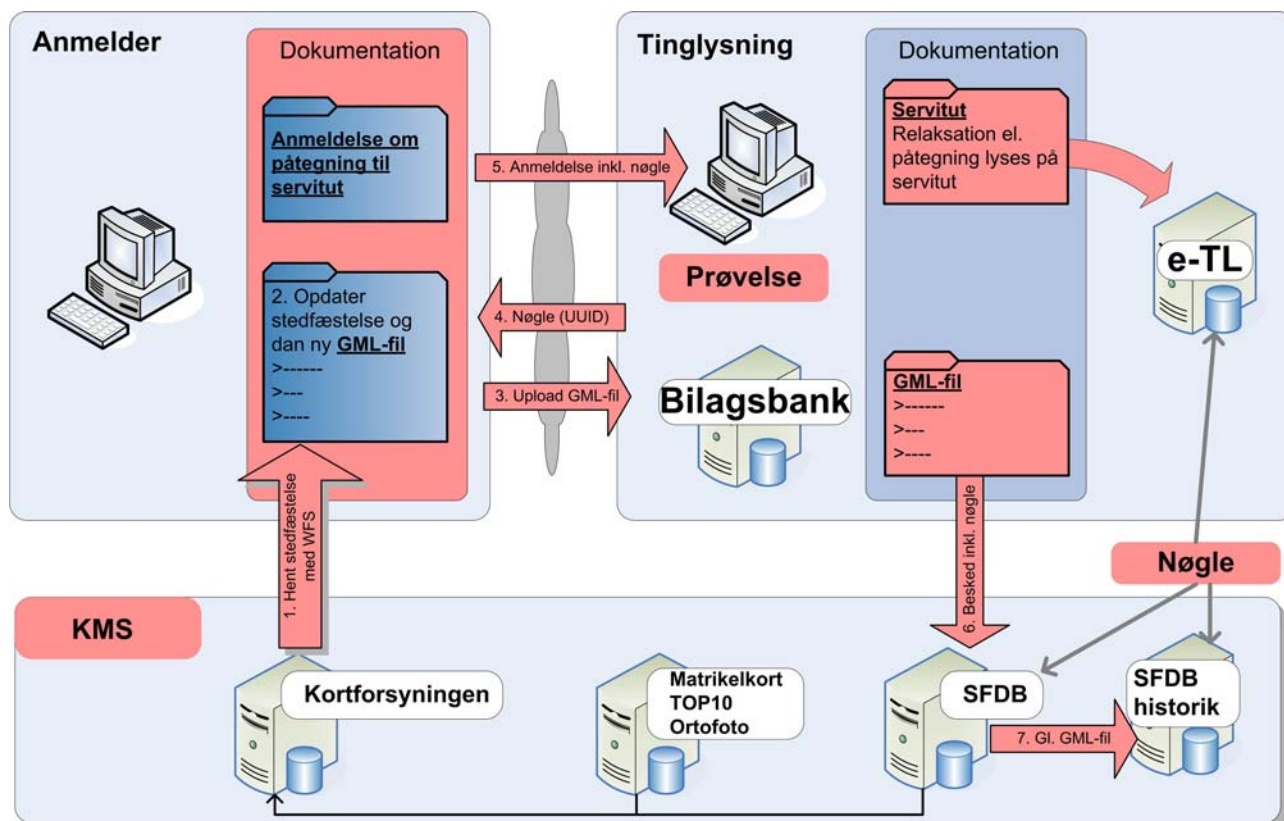 Anmelder
Dokumentation
Anmeldelse om
påtegning til
servitut
2. Opdater
stedfæstelse og
dan ny GML-fil
>------
>---
>----
5. Anmeldelse inkl. nøgle
4. Nøgle (UUID)
3. Upload GML-fil
Tinglysning
Prøvelse
Bilagsbank
Dokumentation
Servitut
Relaksation el.
påtegning lyses på
servitut
GML-fil
>------
>---
>----
e-TL
Nøgle
1. Hent stedfæstelse
med WFS
6. Besked inkl. nøgle
KMS
Kortforsyningen
Matrikelkort
TOP10
Ortofoto
SFDB
7. Gl. GML-fil
SFDB
historik